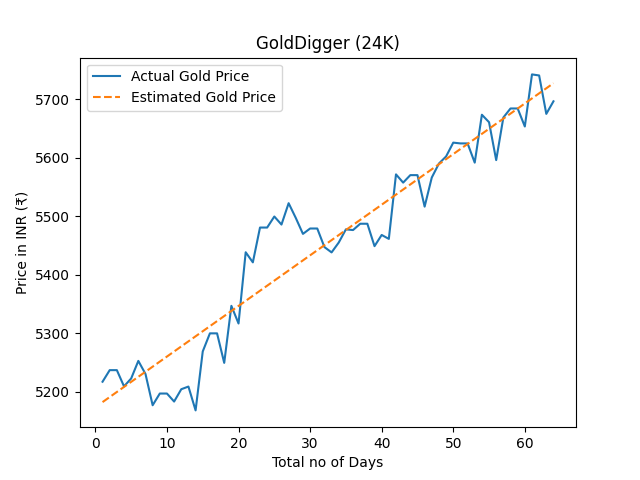 GoldDigger (24K)
Actual Gold Price
Estimated Gold Price
Price in INR (₹)
5700
5600
5500
5400
5300
5200
0 10 20 30 40 50 60
Total no of Days